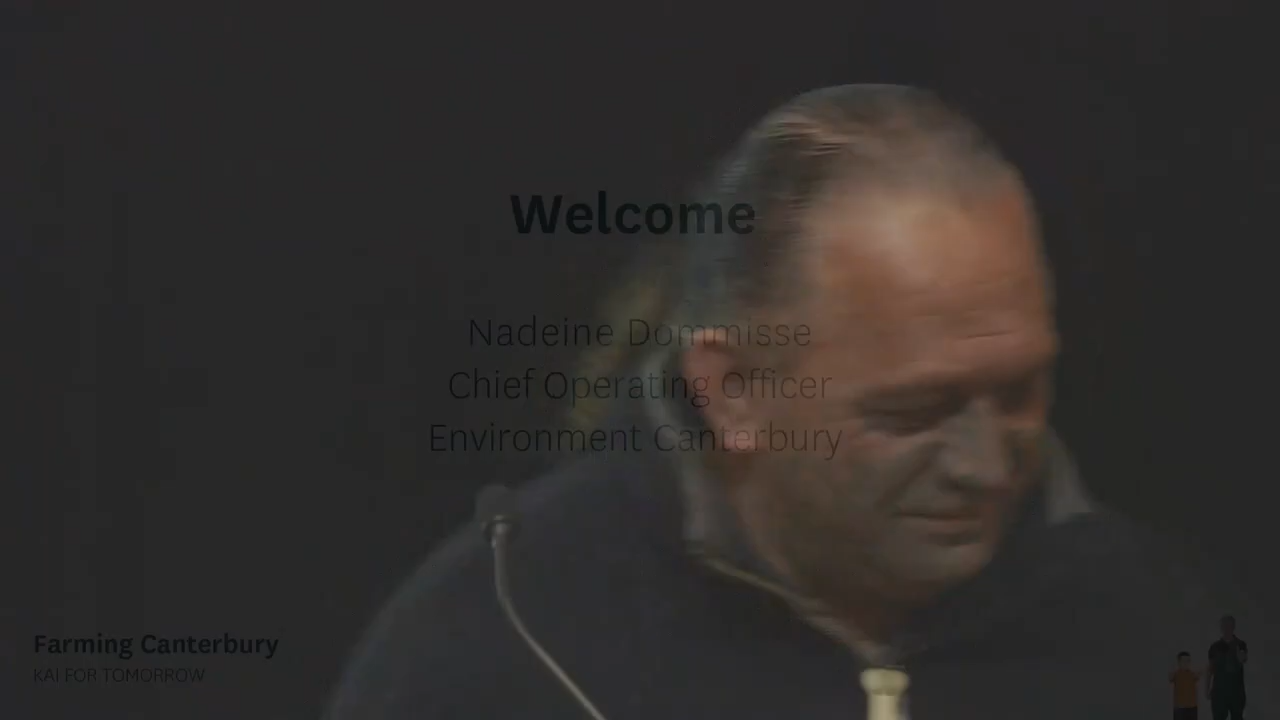 Welcome
Nadeine Dommisse
Chief Operating Officer
Environment Canterbury
Farming Canterbury
KAI FOR TOMORROW